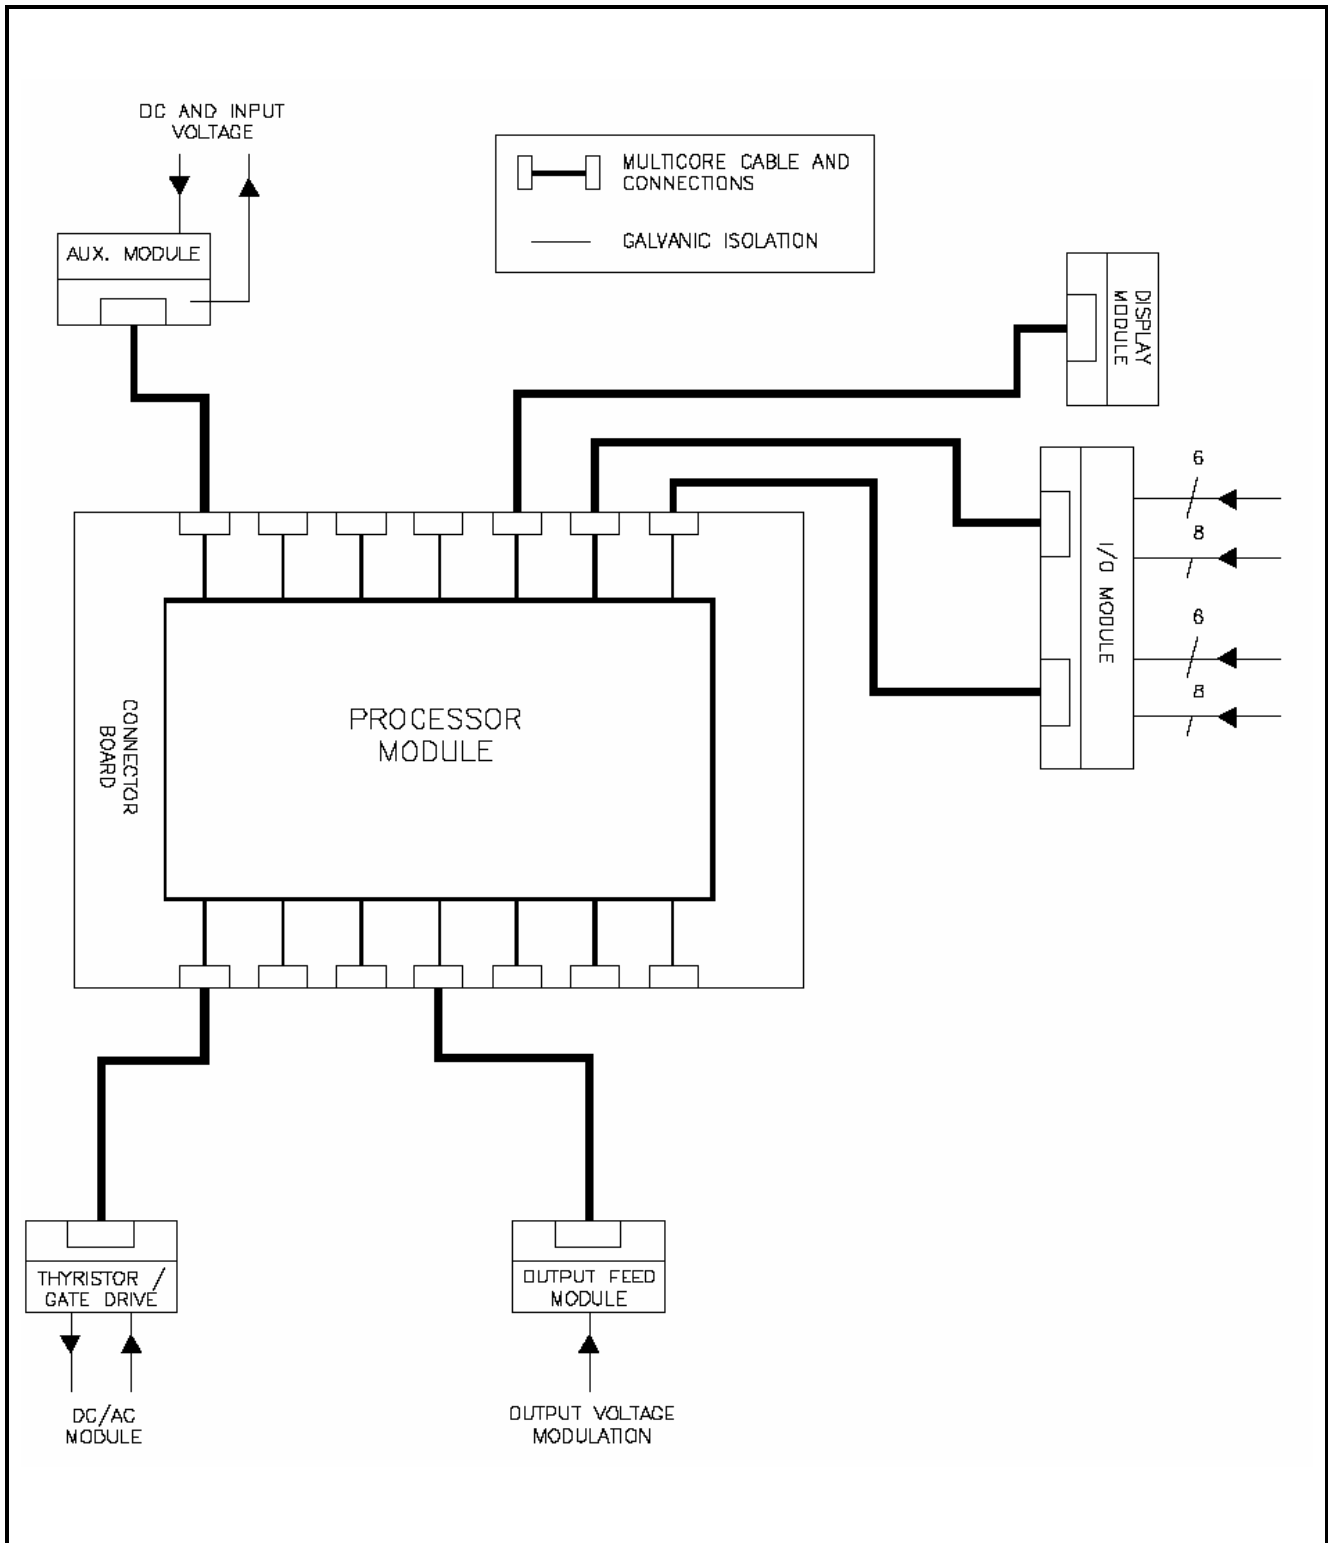 DC AND INPUT
VOLTAGE
MULTICORE CABLE AND
CONNECTIONS
GALVANIC ISOLATION
AUX. MODULE
DISPLAY
MODULE
6
8
I/O MODULE
6
8
CONNECTOR
BOARD
PROCESSOR
MODULE
THYRISTOR /
GATE DRIVE
OUTPUT FEED
MODULE
DC/AC
MODULE
OUTPUT VOLTAGE
MODULATION